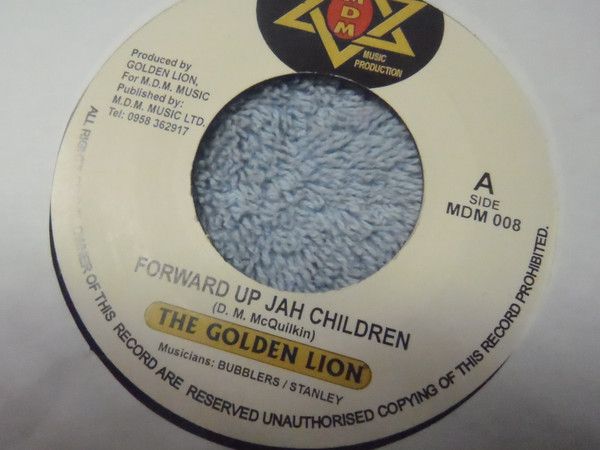 MDM
MUSIC
PRODUCTION
Produced by
GOLDEN LION,
For M.D.M. MUSIC
Published by:
M.D.M. MUSIC LTD.
Tel: 0958 362917
A
SIDE
MDM 008
FORWARD UP JAH CHILDREN
(D. M. McQuilkin)
THE GOLDEN LION
Musicians: BUBBLERS / STANLEY
ALL OWNER OF THIS RECORD ARE RESERVED UNAUTHORISED COPYING OF THIS RECORD PROHIBITED.